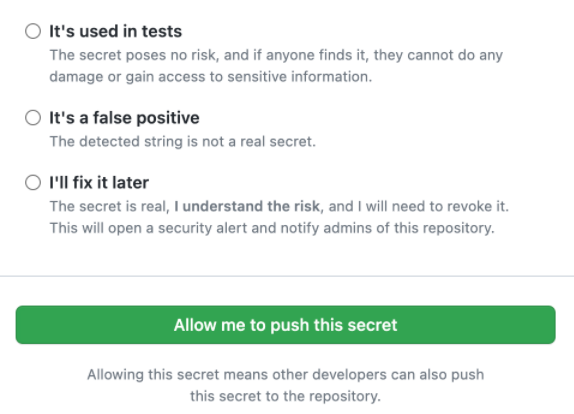 It's used in tests
The secret poses no risk, and if anyone finds it, they cannot do any
damage or gain access to sensitive information.
It's a false positive
The detected string is not a real secret.
I'll fix it later
The secret is real, I understand the risk, and I will need to revoke it.
This will open a security alert and notify admins of this repository.
Allow me to push this secret
Allowing this secret means other developers can also push
this secret to the repository.